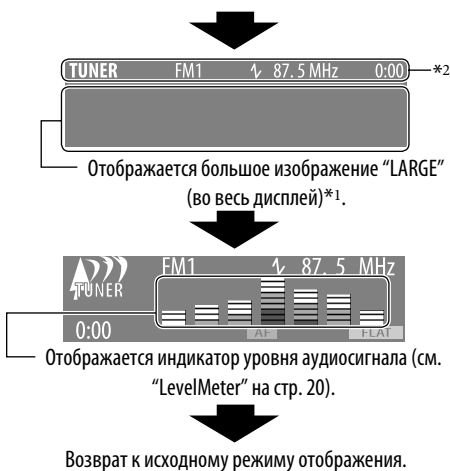 TUNER FM1 87. 5 MHz 0:00 *2
Отображается большое изображение “LARGE”
(во весь дисплей)*1.
FM1 87. 5 MHz
TUNER
0:00 AF FLAT
Отображается индикатор уровня аудиосигнала (см.
“LevelMeter” на стр. 20).
Возврат к исходному режиму отображения.